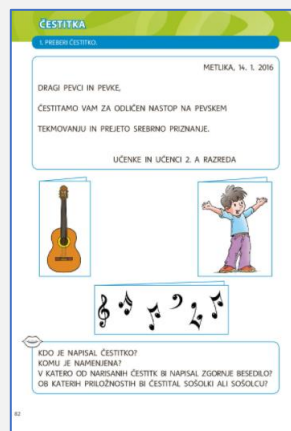 ČESTITKA
1. PREBERI ČESTITKO.
METLIKA, 14. 1. 2016
DRAGI PEVCI IN PEVKE,
ČESTITAMO VAM ZA ODLIČEN NASTOP NA PEVSKEM
TEKMOVANJU IN PREJETO SREBRNO PRIZNANJE.
UČENKE IN UČENCI 2. A RAZREDA
KDO JE NAPISAL ČESTITKO?
KOMU JE NAMENJENA?
V KATERO OD NARISANIH ČESTITK BI NAPISAL ZGORNJE BESEDILO?
OB KATERIH PRILOŽNOSTIH BI ČESTITAL SOŠOLKI ALI SOŠOLCU?
82